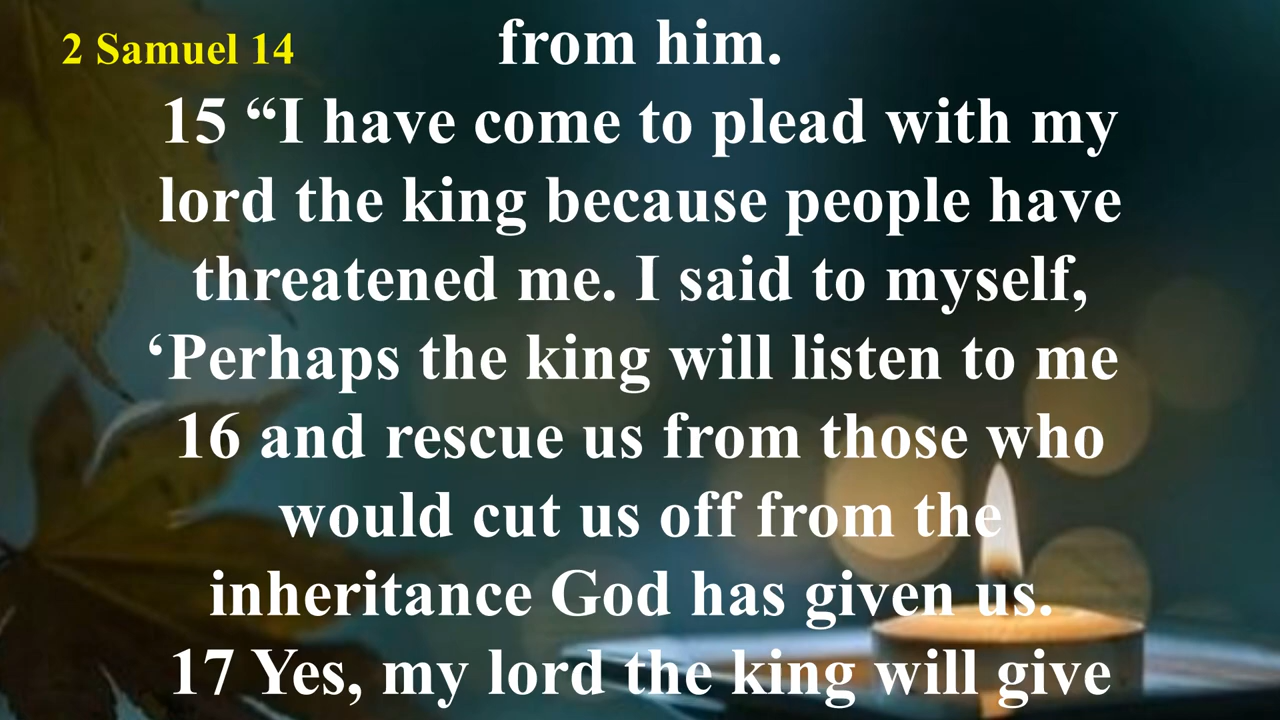 2 Samuel 14
from him.
15 “I have come to plead with my
lord the king because people have
threatened me. I said to myself,
‘Perhaps the king will listen to me
16 and rescue us from those who
would cut us off from the
inheritance God has given us.
17 Yes, my lord the king will give